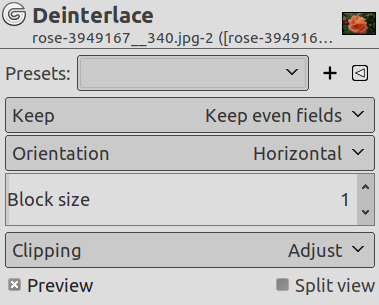 Deinterlace
rose-3949167__340.jpg-2 ([rose-394916…
Presets:
Keep Keep even fields
Orientation Horizontal
Block size 1
Clipping Adjust
Preview Split view